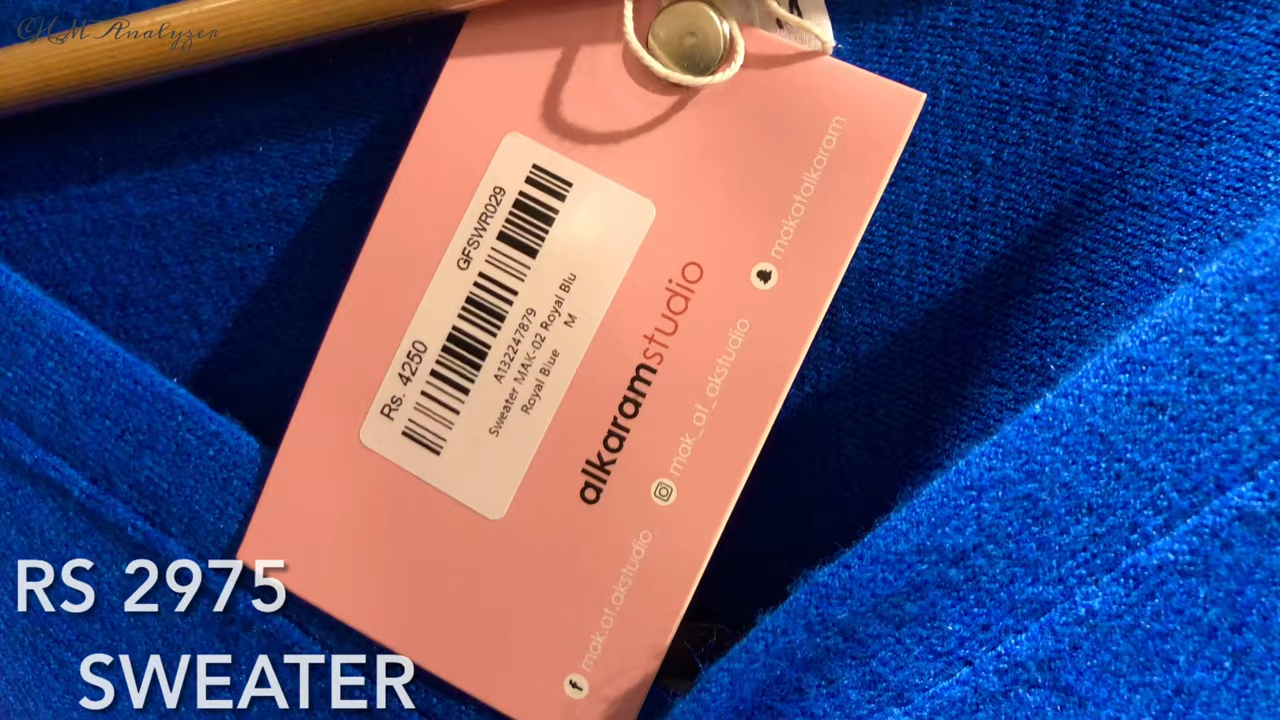 HM Analyzer
Rs. 4250
GFSWR029
A132247879
Sweater MAK-02 Royal Blu
Royal Blue
M
alkaramstudio
mak.at.akstudio
mak_at_akstudio
makatalkaram
RS 2975
SWEATER